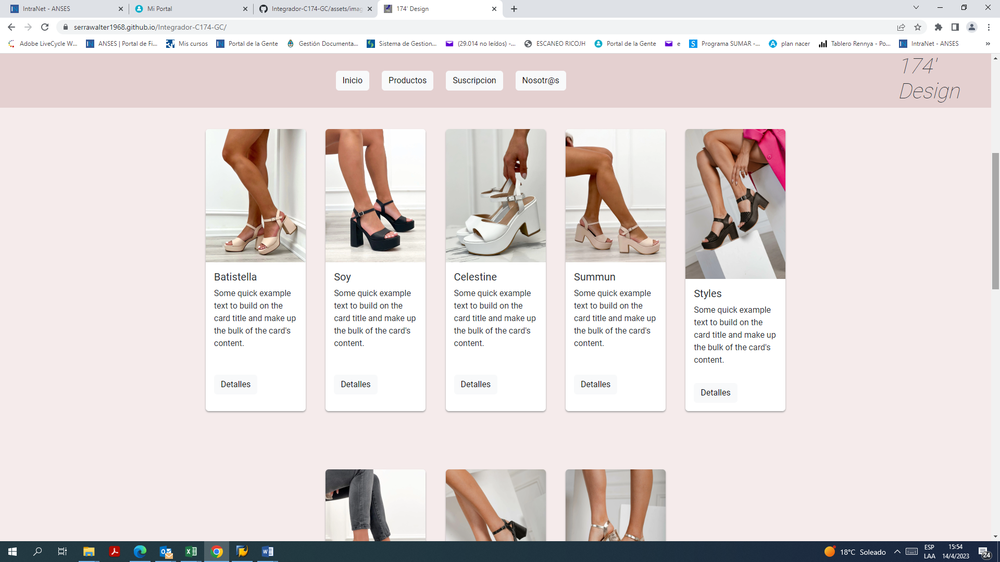 IntraNet - ANSES
Mi Portal
Integrador-C174-GC/assets/imag
174' Design
serrawalter1968.github.io/Integrador-C174-GC/
Adobe LiveCycle W...
ANSES | Portal de Fi...
Mis cursos
Portal de la Gente
Gestión Documenta...
Sistema de Gestion...
(29.014 no leídos) -...
ESCANEO RICOJH
Portal de la Gente
e
Programa SUMAR -...
plan nacer
Tablero Rennya - Po...
IntraNet - ANSES
»
Inicio
Productos
Suscripcion
Nosotr@s
174'
Design
Batistella
Some quick example
text to build on the
card title and make up
the bulk of the card's
content.
Detalles
Soy
Some quick example
text to build on the
card title and make up
the bulk of the card's
content.
Detalles
Celestine
Some quick example
text to build on the
card title and make up
the bulk of the card's
content.
Detalles
Summun
Some quick example
text to build on the
card title and make up
the bulk of the card's
content.
Detalles
Styles
Some quick example
text to build on the
card title and make up
the bulk of the card's
content.
Detalles
18°C Soleado
ESP
LAA
15:54
14/4/2023
24